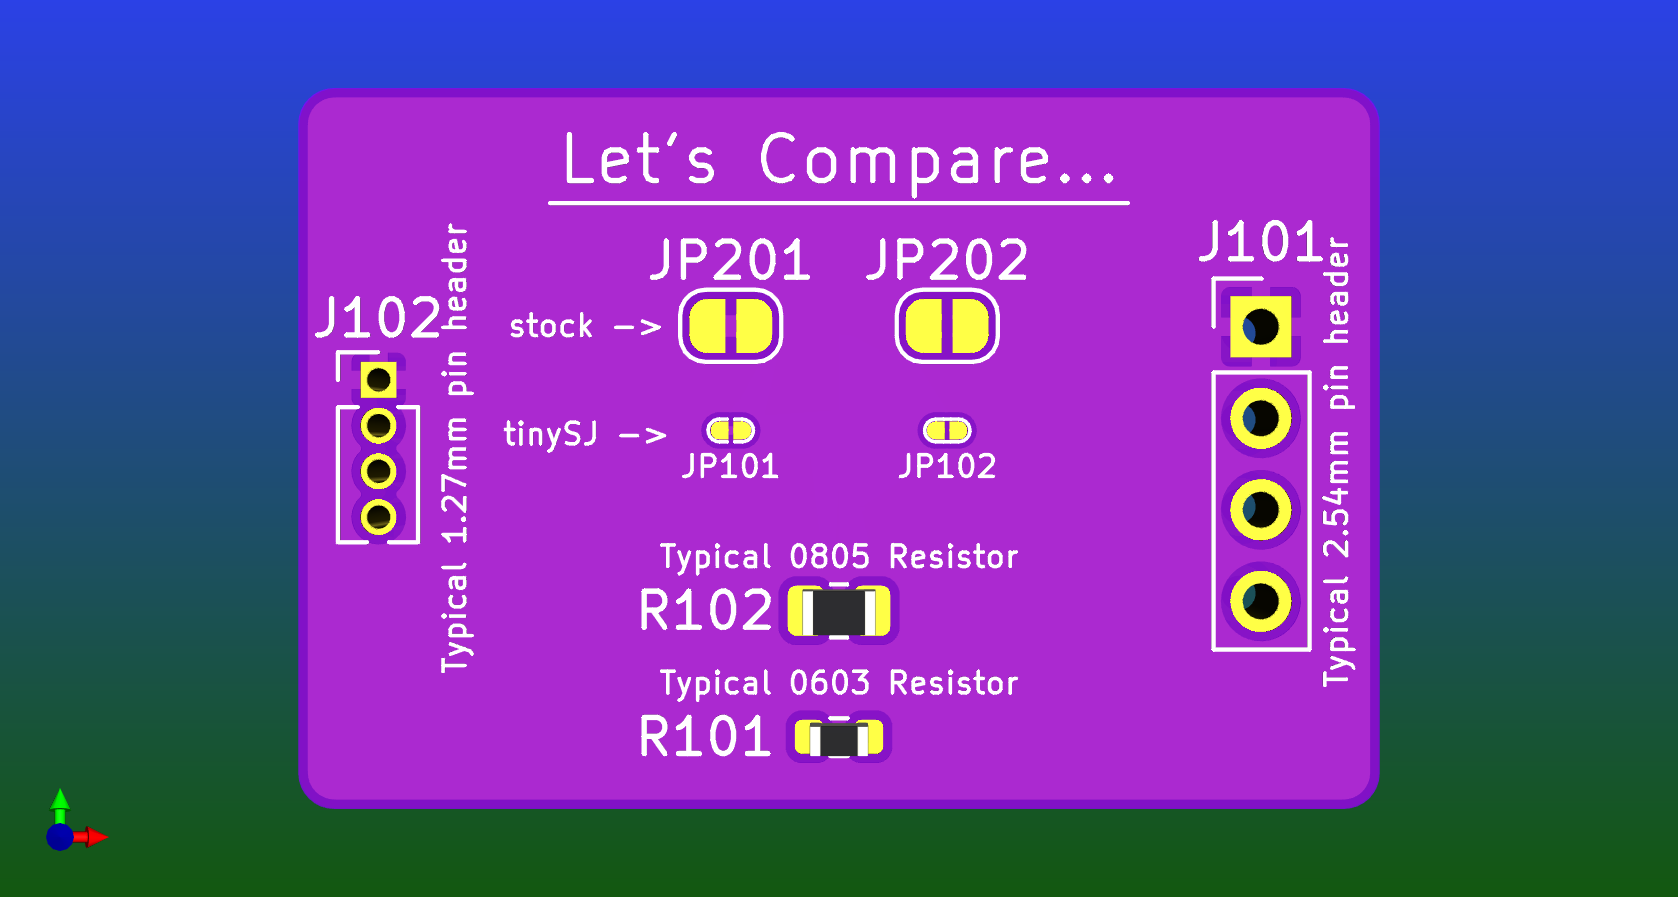 Let's Compare...
JP201
JP202
J101
J102
stock ->
tinySJ ->
JP101
JP102
Typical 1.27mm pin header
Typical 2.54mm pin header
Typical 0805 Resistor
R102
Typical 0603 Resistor
R101